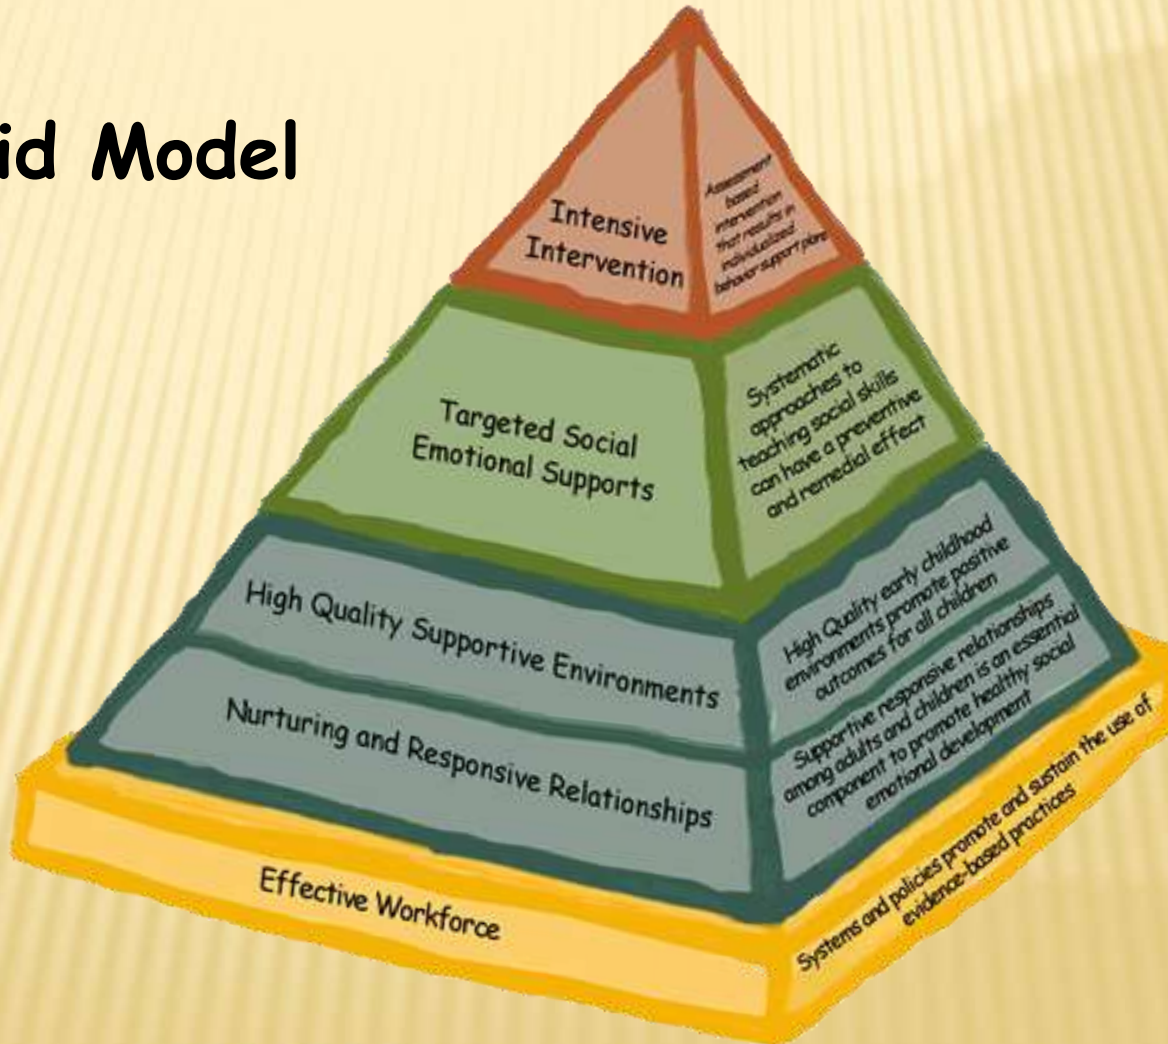 id Model
Intensive
Intervention
Assessment
based
intervention
that results in
individualized
behavior support plans
Targeted Social
Emotional Supports
Systematic
approaches to
teaching social skills
can have a preventive
and remedial effect
High Quality Supportive Environments
High Quality early childhood
environments promote positive
outcomes for all children
Nurturing and Responsive Relationships
Supportive responsive relationships
among adults and children is an essential
component to promote healthy social
emotional development
Effective Workforce
Systems and policies promote and sustain the use of
evidence-based practices